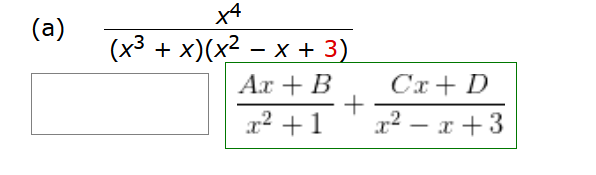 (a) x⁴ / (x³ + x)(x² − x + 3)
Ax + B / x² + 1 + Cx + D / x² − x + 3